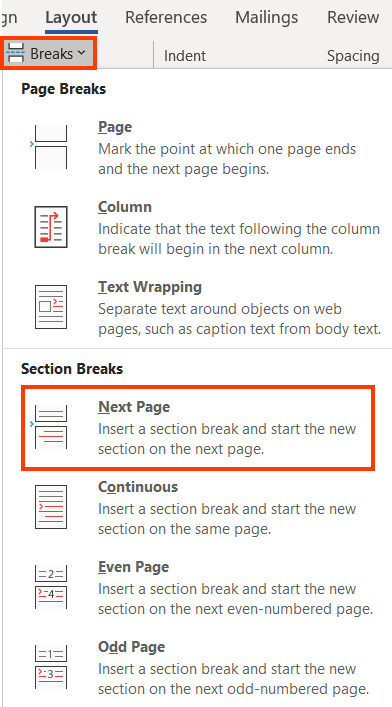 gn Layout References Mailings Review
Breaks Indent Spacing
Page Breaks
Page
Mark the point at which one page ends
and the next page begins.
Column
Indicate that the text following the column
break will begin in the next column.
Text Wrapping
Separate text around objects on web
pages, such as caption text from body text.
Section Breaks
Next Page
Insert a section break and start the new
section on the next page.
Continuous
Insert a section break and start the new
section on the same page.
Even Page
=2=
4=
Insert a section break and start the new
section on the next even-numbered page.
Odd Page
=1=
3=
Insert a section break and start the new
section on the next odd-numbered page.